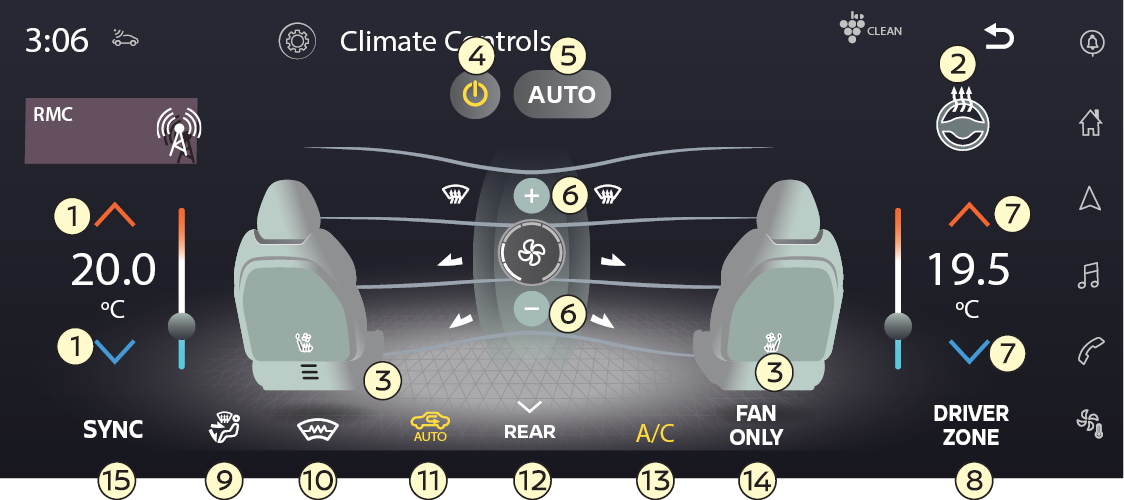 3:06
Climate Controls
CLEAN
4
5
2
AUTO
RMC
1
6
7
20.0
19.5
°C
°C
1
6
7
3
3
SYNC
AUTO
REAR
A/C
FAN
ONLY
DRIVER
ZONE
15
9
10
11
12
13
14
8